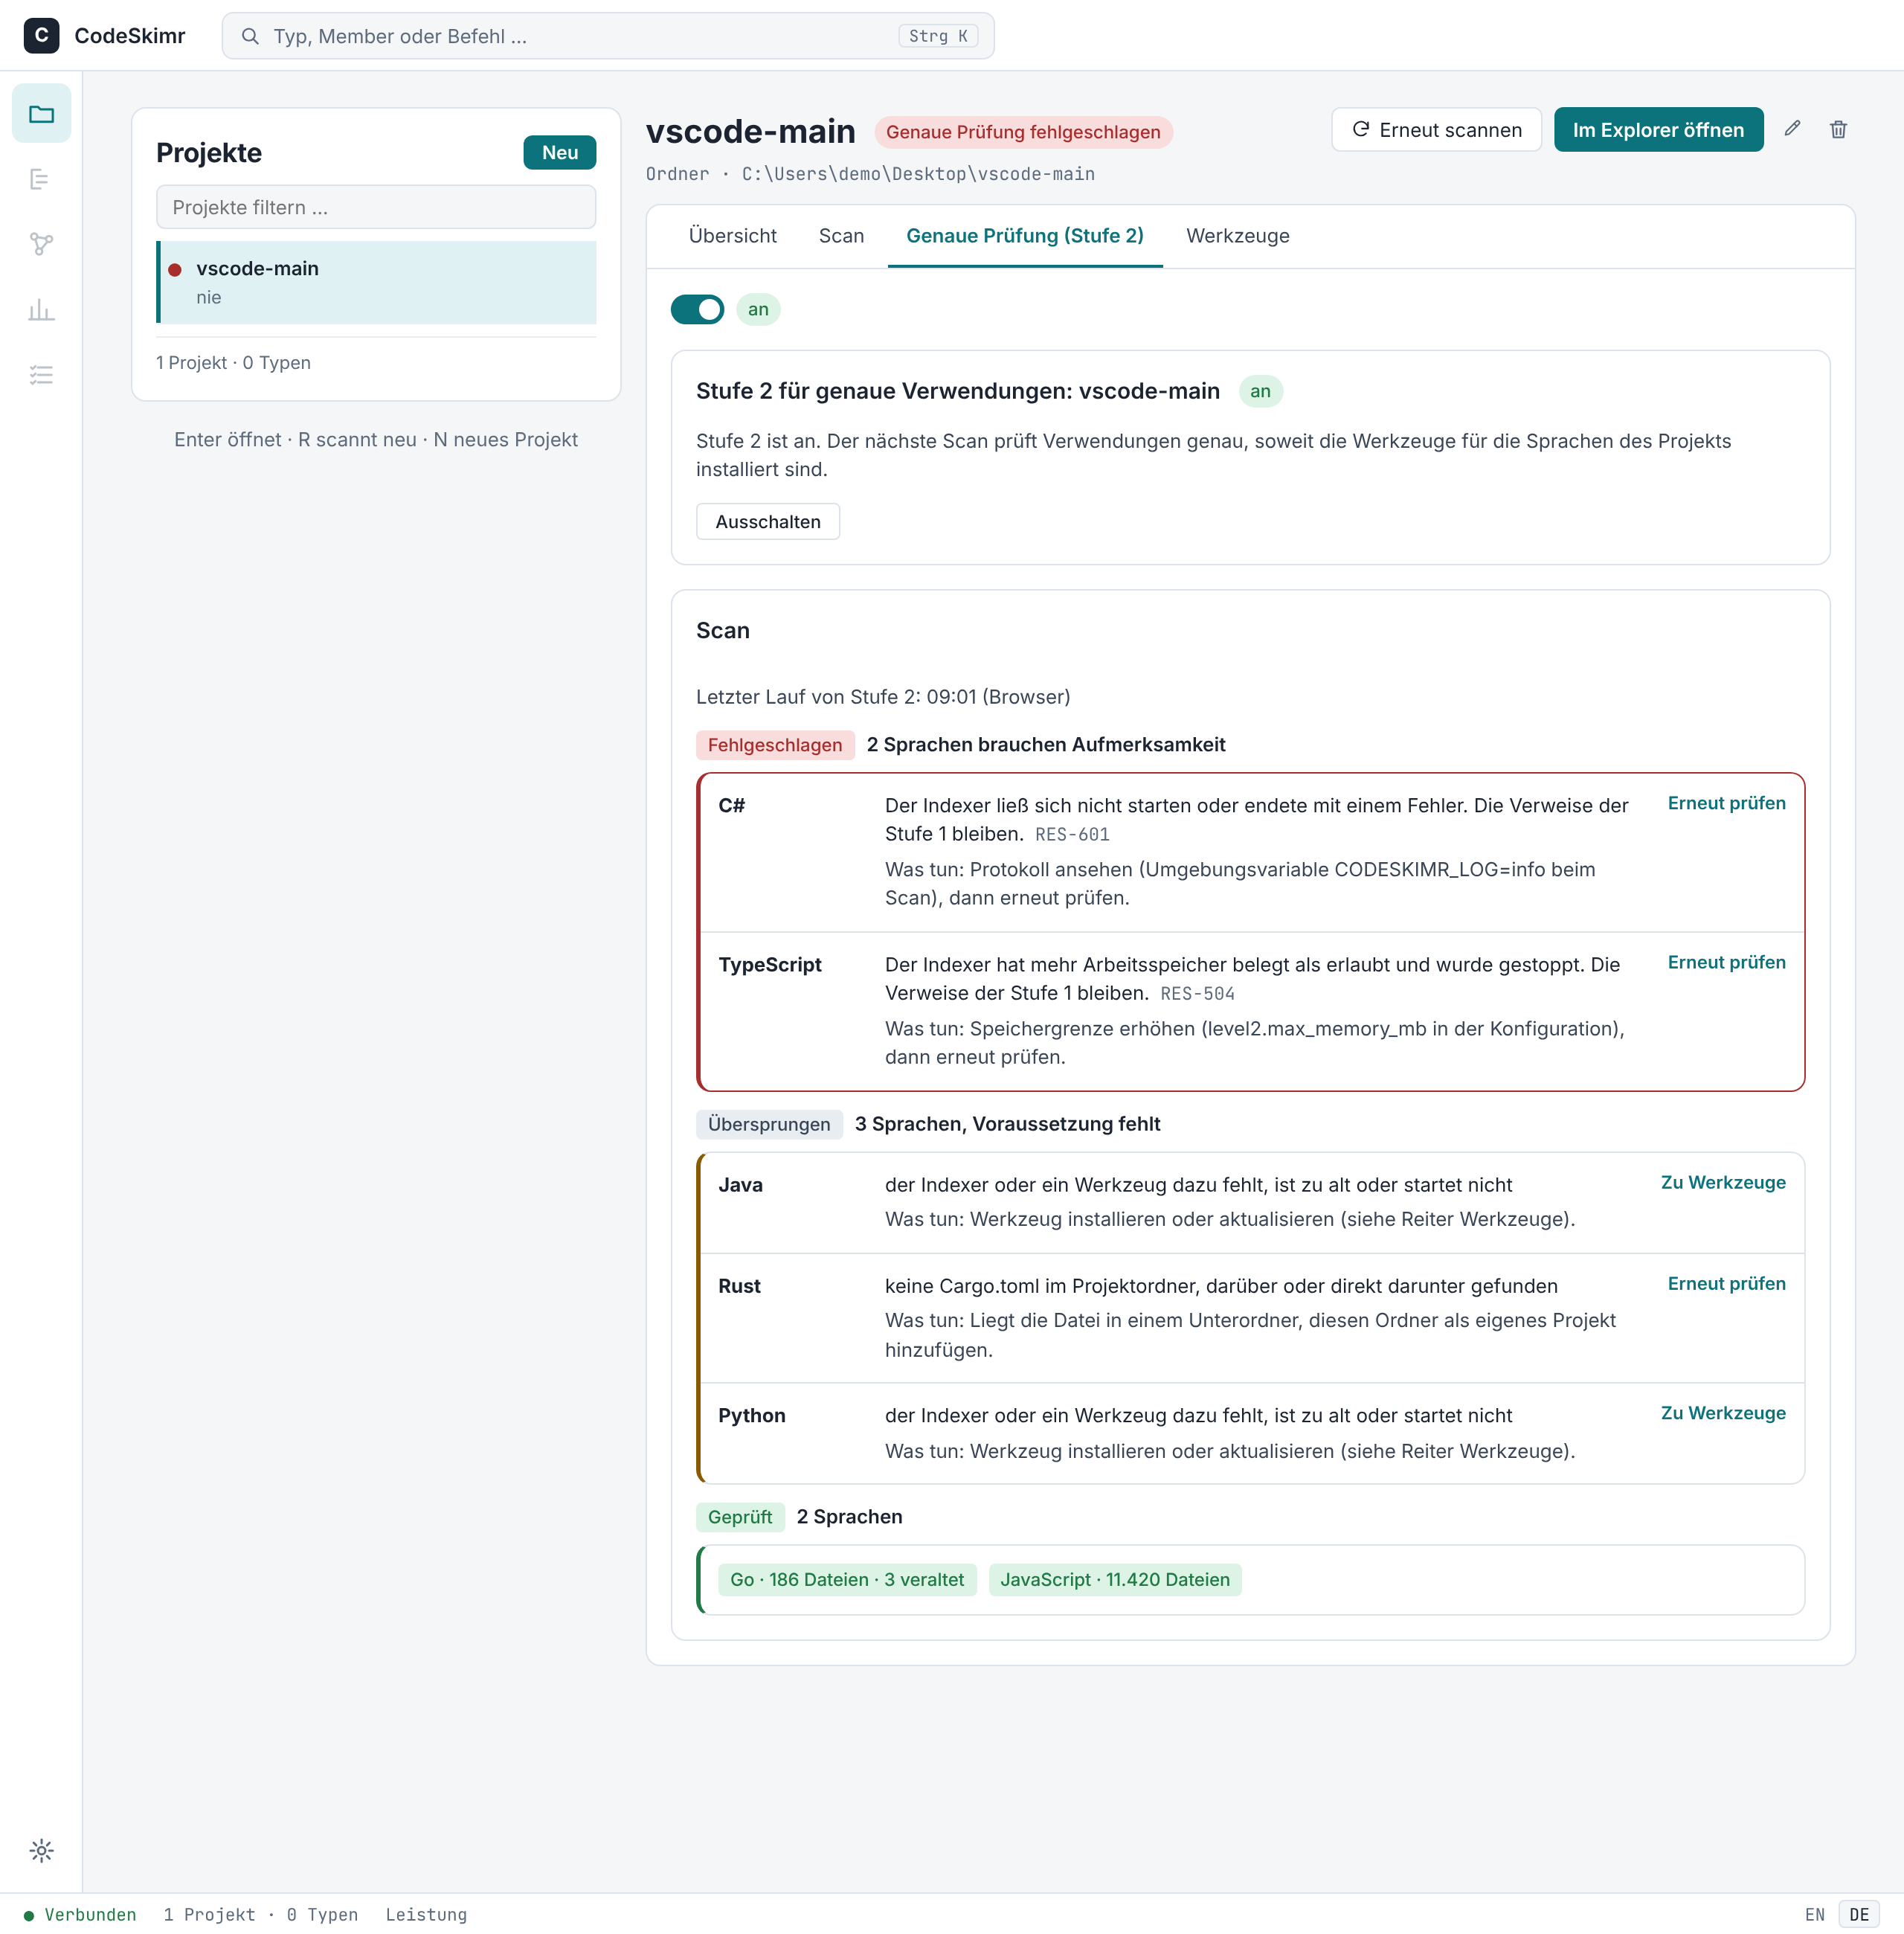 C CodeSkimr
Typ, Member oder Befehl ...
Strg K
Projekte
Neu
Projekte filtern ...
vscode-main
nie
1 Projekt · 0 Typen
Enter öffnet · R scannt neu · N neues Projekt
vscode-main
Genaue Prüfung fehlgeschlagen
Erneut scannen
Im Explorer öffnen
Ordner · C:\Users\demo\Desktop\vscode-main
Übersicht
Scan
Genaue Prüfung (Stufe 2)
Werkzeuge
an
Stufe 2 für genaue Verwendungen: vscode-main
an
Stufe 2 ist an. Der nächste Scan prüft Verwendungen genau, soweit die Werkzeuge für die Sprachen des Projekts
installiert sind.
Ausschalten
Scan
Letzter Lauf von Stufe 2: 09:01 (Browser)
Fehlgeschlagen
2 Sprachen brauchen Aufmerksamkeit
C#
Der Indexer ließ sich nicht starten oder endete mit einem Fehler. Die Verweise der
Stufe 1 bleiben. RES-601
Was tun: Protokoll ansehen (Umgebungsvariable CODESKIMR_LOG=info beim
Scan), dann erneut prüfen.
Erneut prüfen
TypeScript
Der Indexer hat mehr Arbeitsspeicher belegt als erlaubt und wurde gestoppt. Die
Verweise der Stufe 1 bleiben. RES-504
Was tun: Speichergrenze erhöhen (level2.max_memory_mb in der Konfiguration),
dann erneut prüfen.
Erneut prüfen
Übersprungen
3 Sprachen, Voraussetzung fehlt
Java
der Indexer oder ein Werkzeug dazu fehlt, ist zu alt oder startet nicht
Was tun: Werkzeug installieren oder aktualisieren (siehe Reiter Werkzeuge).
Zu Werkzeuge
Rust
keine Cargo.toml im Projektordner, darüber oder direkt darunter gefunden
Was tun: Liegt die Datei in einem Unterordner, diesen Ordner als eigenes Projekt
hinzufügen.
Erneut prüfen
Python
der Indexer oder ein Werkzeug dazu fehlt, ist zu alt oder startet nicht
Was tun: Werkzeug installieren oder aktualisieren (siehe Reiter Werkzeuge).
Zu Werkzeuge
Geprüft
2 Sprachen
Go · 186 Dateien · 3 veraltet
JavaScript · 11.420 Dateien
Verbunden
1 Projekt · 0 Typen
Leistung
EN
DE